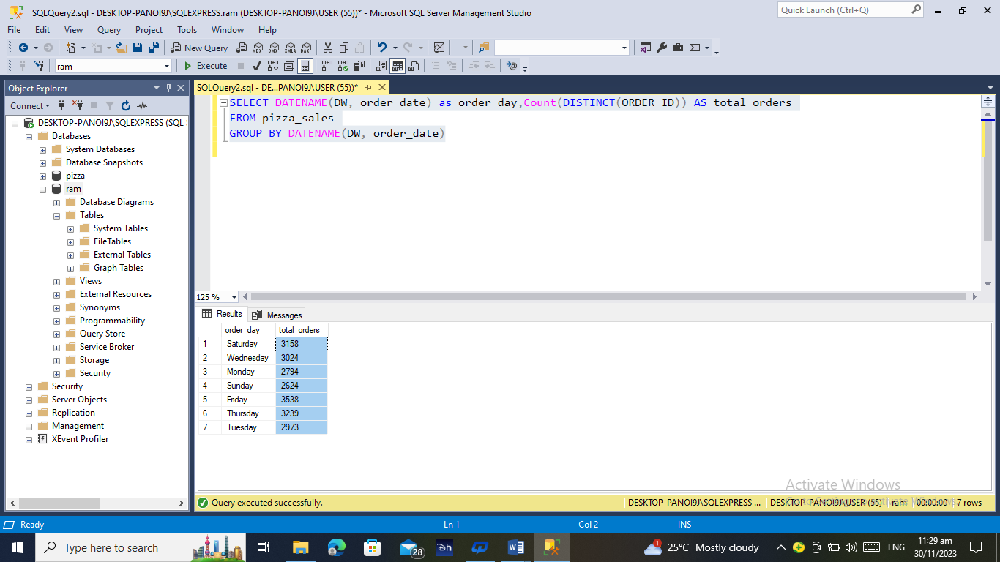 SQLQuery2.sql - DESKTOP-PANOI9J\SQLEXPRESS.ram (DESKTOP-PANOI9J\USER (55))* - Microsoft SQL Server Management Studio
Quick Launch (Ctrl+Q)
File Edit View Query Project Tools Window Help
New Query MDX DMX XMLA DAX
ram Execute
Object Explorer
Connect
DESKTOP-PANOI9J\SQLEXPRESS (SQL S
Databases
System Databases
Database Snapshots
pizza
ram
Database Diagrams
Tables
System Tables
FileTables
External Tables
Graph Tables
Views
External Resources
Synonyms
Programmability
Query Store
Service Broker
Storage
Security
Security
Server Objects
Replication
Management
XEvent Profiler
SQLQuery2.sql - DE...PANOI9J\USER (55))*
SELECT DATENAME(DW, order_date) as order_day,Count(DISTINCT(ORDER_ID)) AS total_orders
FROM pizza_sales
GROUP BY DATENAME(DW, order_date)
125 %
Results Messages
order_day total_orders
1 Saturday 3158
2 Wednesday 3024
3 Monday 2794
4 Sunday 2624
5 Friday 3538
6 Thursday 3239
7 Tuesday 2973
Activate Windows
Query executed successfully. DESKTOP-PANOI9J\SQLEXPRESS ... DESKTOP-PANOI9J\USER (55) ram 00:00:00 7 rows
Ready Ln 1 Col 2 INS
Type here to search 28 1 25°C Mostly cloudy ENG 11:29 am
30/11/2023